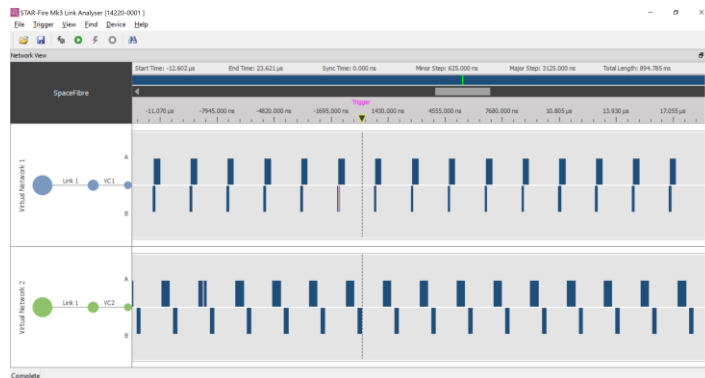 STAR-Fire Mk3 Link Analyser [14220-0001 ]
File Trigger View Find Device Help
Network View
Start Time: -12.602 µs End Time: 23.621 µs Sync Time: 0.000 ns Minor Step: 625.000 ns Major Step: 3125.000 ns Total Length: 894.785 ms
SpaceFibre
Trigger
-11.070 µs -7945.000 ns -4820.000 ns -1695.000 ns 1430.000 ns 4555.000 ns 7680.000 ns 10.805 µs 13.930 µs 17.055 µs
Virtual Network 1
Link 1 VC1
A
B
Virtual Network 2
Link 1 VC2
A
B
Complete